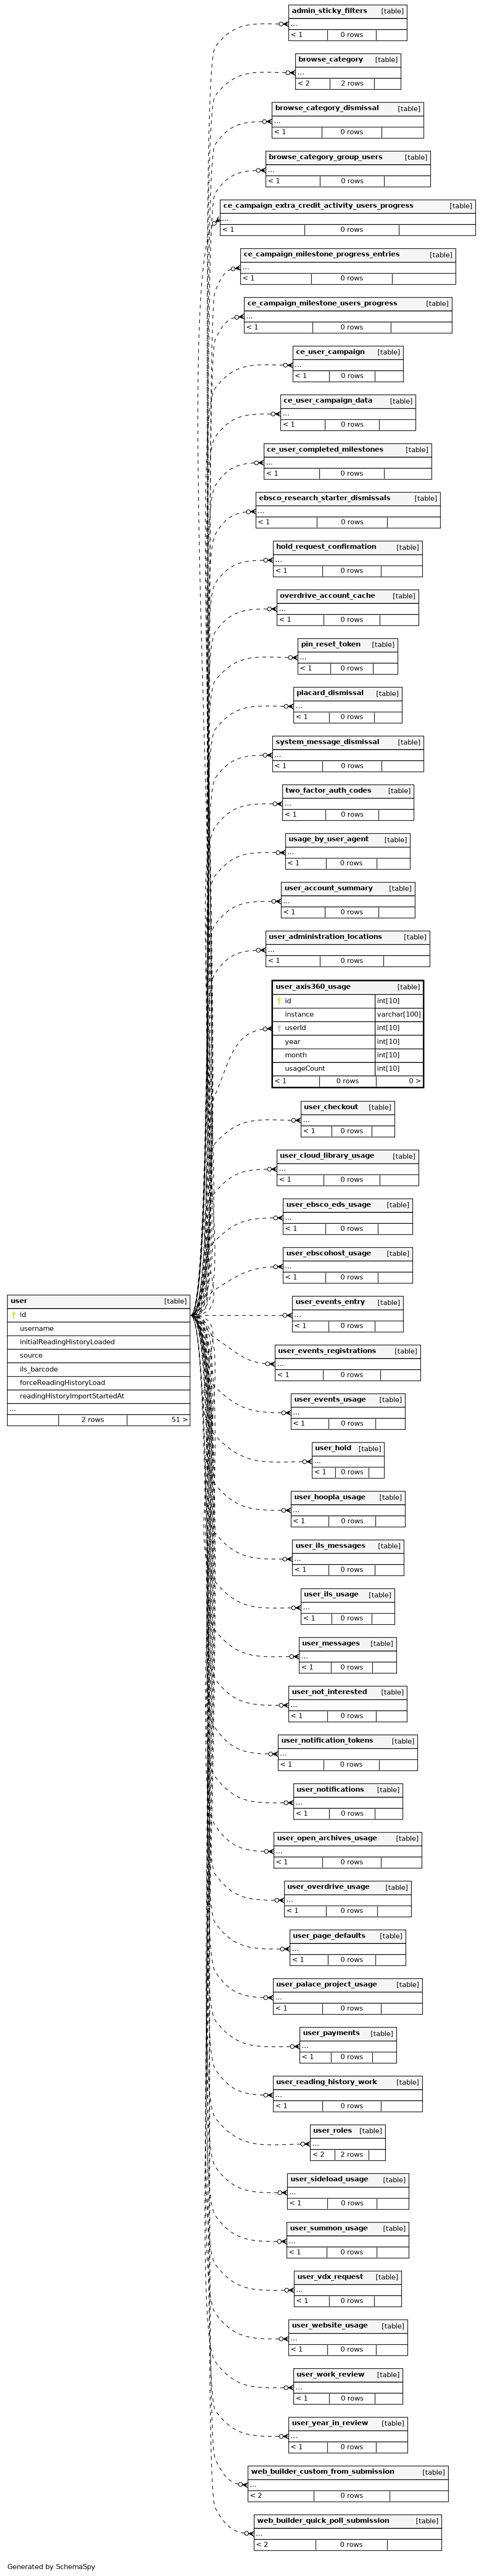 admin_sticky_filters [table]
...
< 1 0 rows
browse_category [table]
...
< 2 2 rows
browse_category_dismissal [table]
...
< 1 0 rows
browse_category_group_users [table]
...
< 1 0 rows
ce_campaign_extra_credit_activity_users_progress [table]
...
< 1 0 rows
ce_campaign_milestone_progress_entries [table]
...
< 1 0 rows
ce_campaign_milestone_users_progress [table]
...
< 1 0 rows
ce_user_campaign [table]
...
< 1 0 rows
ce_user_campaign_data [table]
...
< 1 0 rows
ce_user_completed_milestones [table]
...
< 1 0 rows
ebsco_research_starter_dismissals [table]
...
< 1 0 rows
hold_request_confirmation [table]
...
< 1 0 rows
overdrive_account_cache [table]
...
< 1 0 rows
pin_reset_token [table]
...
< 1 0 rows
placard_dismissal [table]
...
< 1 0 rows
system_message_dismissal [table]
...
< 1 0 rows
two_factor_auth_codes [table]
...
< 1 0 rows
usage_by_user_agent [table]
...
< 1 0 rows
user_account_summary [table]
...
< 1 0 rows
user_administration_locations [table]
...
< 1 0 rows
user_axis360_usage [table]
id int[10]
instance varchar[100]
userId int[10]
year int[10]
month int[10]
usageCount int[10]
< 1 0 rows 0 >
user_checkout [table]
...
< 1 0 rows
user_cloud_library_usage [table]
...
< 1 0 rows
user_ebsco_eds_usage [table]
...
< 1 0 rows
user_ebscohost_usage [table]
...
< 1 0 rows
user [table]
id
username
initialReadingHistoryLoaded
source
ils_barcode
forceReadingHistoryLoad
readingHistoryImportStartedAt
...
2 rows 51 >
user_events_entry [table]
...
< 1 0 rows
user_events_registrations [table]
...
< 1 0 rows
user_events_usage [table]
...
< 1 0 rows
user_hold [table]
...
< 1 0 rows
user_hoopla_usage [table]
...
< 1 0 rows
user_ils_messages [table]
...
< 1 0 rows
user_ils_usage [table]
...
< 1 0 rows
user_messages [table]
...
< 1 0 rows
user_not_interested [table]
...
< 1 0 rows
user_notification_tokens [table]
...
< 1 0 rows
user_notifications [table]
...
< 1 0 rows
user_open_archives_usage [table]
...
< 1 0 rows
user_overdrive_usage [table]
...
< 1 0 rows
user_page_defaults [table]
...
< 1 0 rows
user_palace_project_usage [table]
...
< 1 0 rows
user_payments [table]
...
< 1 0 rows
user_reading_history_work [table]
...
< 1 0 rows
user_roles [table]
...
< 2 2 rows
user_sideload_usage [table]
...
< 1 0 rows
user_summon_usage [table]
...
< 1 0 rows
user_vdx_request [table]
...
< 1 0 rows
user_website_usage [table]
...
< 1 0 rows
user_work_review [table]
...
< 1 0 rows
user_year_in_review [table]
...
< 1 0 rows
web_builder_custom_from_submission [table]
...
< 2 0 rows
web_builder_quick_poll_submission [table]
...
< 2 0 rows
Generated by SchemaSpy